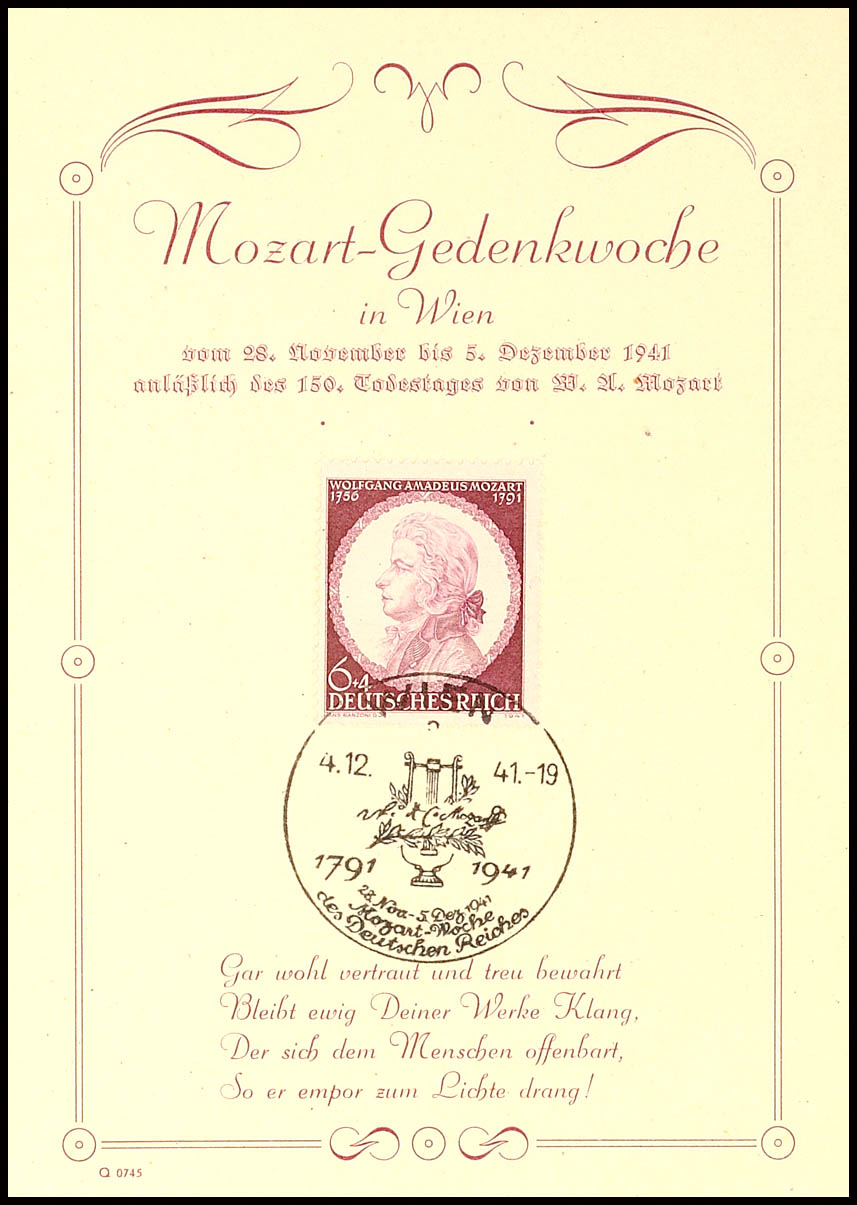 Mozart-Gedenkwoche
in Wien
vom 28. November bis 5. Dezember 1941
anläßlich des 150. Todestages von W. A. Mozart
WOLFGANG AMADEUS MOZART
1756 1791
6+4
DEUTSCHES REICH
1941
WIEN
4.12. 41.-19
Mozart
1791 1941
Nov.-5. Dez. 1941
Mozart-Woche
des Deutschen Reiches
Gar wohl vertraut und treu bewahrt
Bleibt ewig Deiner Werke Klang,
Der sich dem Menschen offenbart,
So er empor zum Lichte drang!
Q 0745